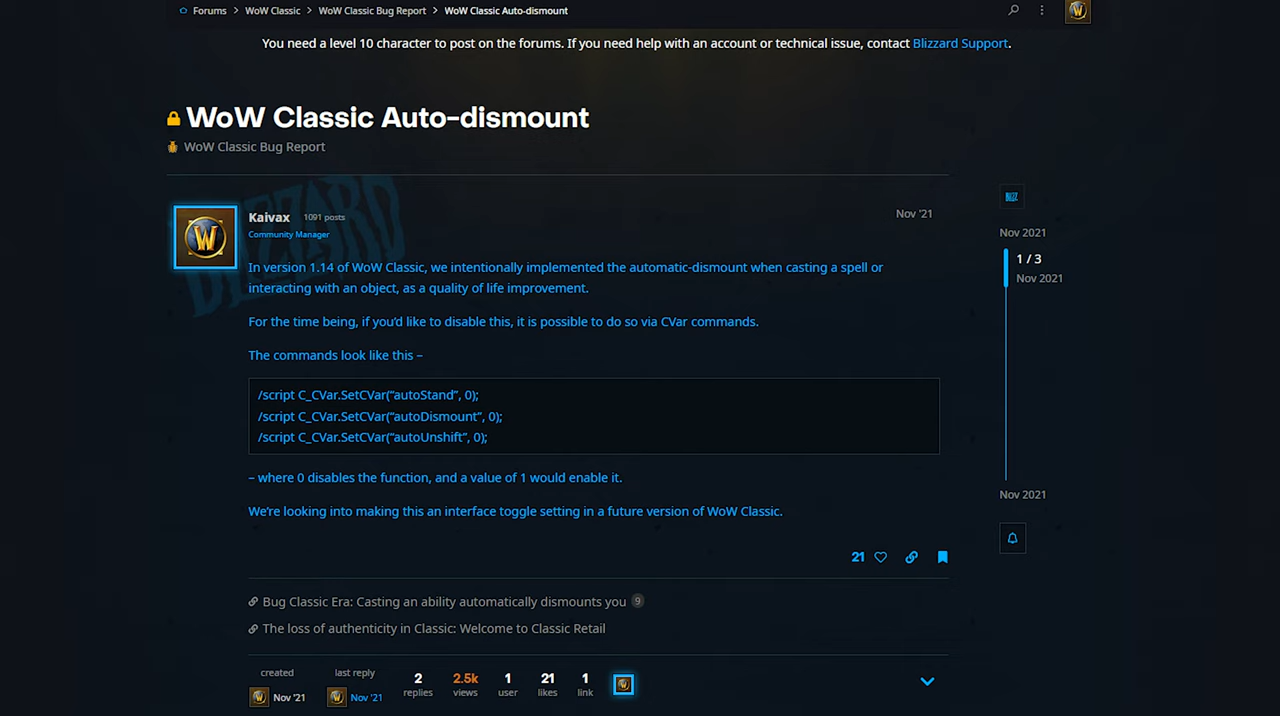 Forums > WoW Classic > WoW Classic Bug Report > WoW Classic Auto-dismount
You need a level 10 character to post on the forums. If you need help with an account or technical issue, contact Blizzard Support.
WoW Classic Auto-dismount
WoW Classic Bug Report
BLIZZARD
Kaivax 1091 posts
Nov '21
Community Manager
In version 1.14 of WoW Classic, we intentionally implemented the automatic-dismount when casting a spell or
interacting with an object, as a quality of life improvement.
For the time being, if you’d like to disable this, it is possible to do so via CVar commands.
The commands look like this –
/script C_CVar.SetCVar(“autoStand”, 0);
/script C_CVar.SetCVar(“autoDismount”, 0);
/script C_CVar.SetCVar(“autoUnshift”, 0);
– where 0 disables the function, and a value of 1 would enable it.
We’re looking into making this an interface toggle setting in a future version of WoW Classic.
21
Bug Classic Era: Casting an ability automatically dismounts you 9
The loss of authenticity in Classic: Welcome to Classic Retail
created
last reply
2
2.5k
1
21
1
Nov '21
Nov '21
replies
views
user
likes
link
BLIZZ
Nov 2021
1 / 3
Nov 2021
Nov 2021